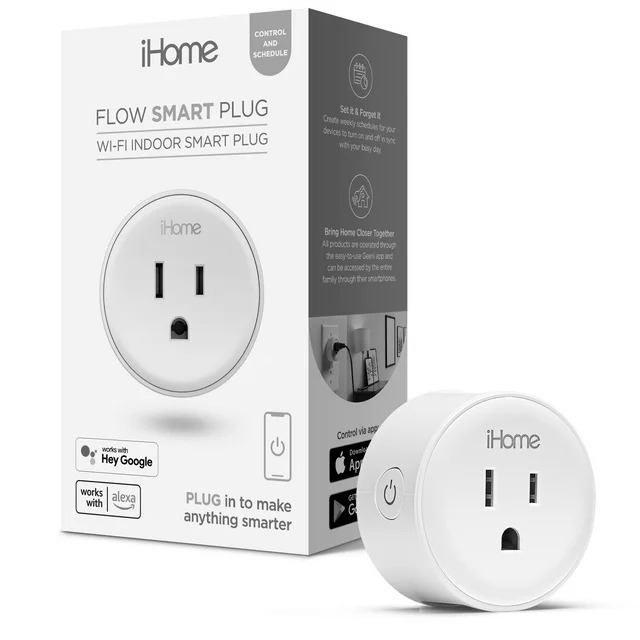 iHome
CONTROL
AND
SCHEDULE
FLOW SMART PLUG
WI-FI INDOOR SMART PLUG
iHome
works with
Hey Google
works
with
alexa
PLUG in to make
anything smarter
Set it & Forget it
Create weekly schedules for your
devices to turn on and off in sync
with your busy day.
Bring Home Closer Together
All products are operated through
the easy-to-use Geeni app and
can be accessed by the entire
family through their smartphones.
Control via app
iHome